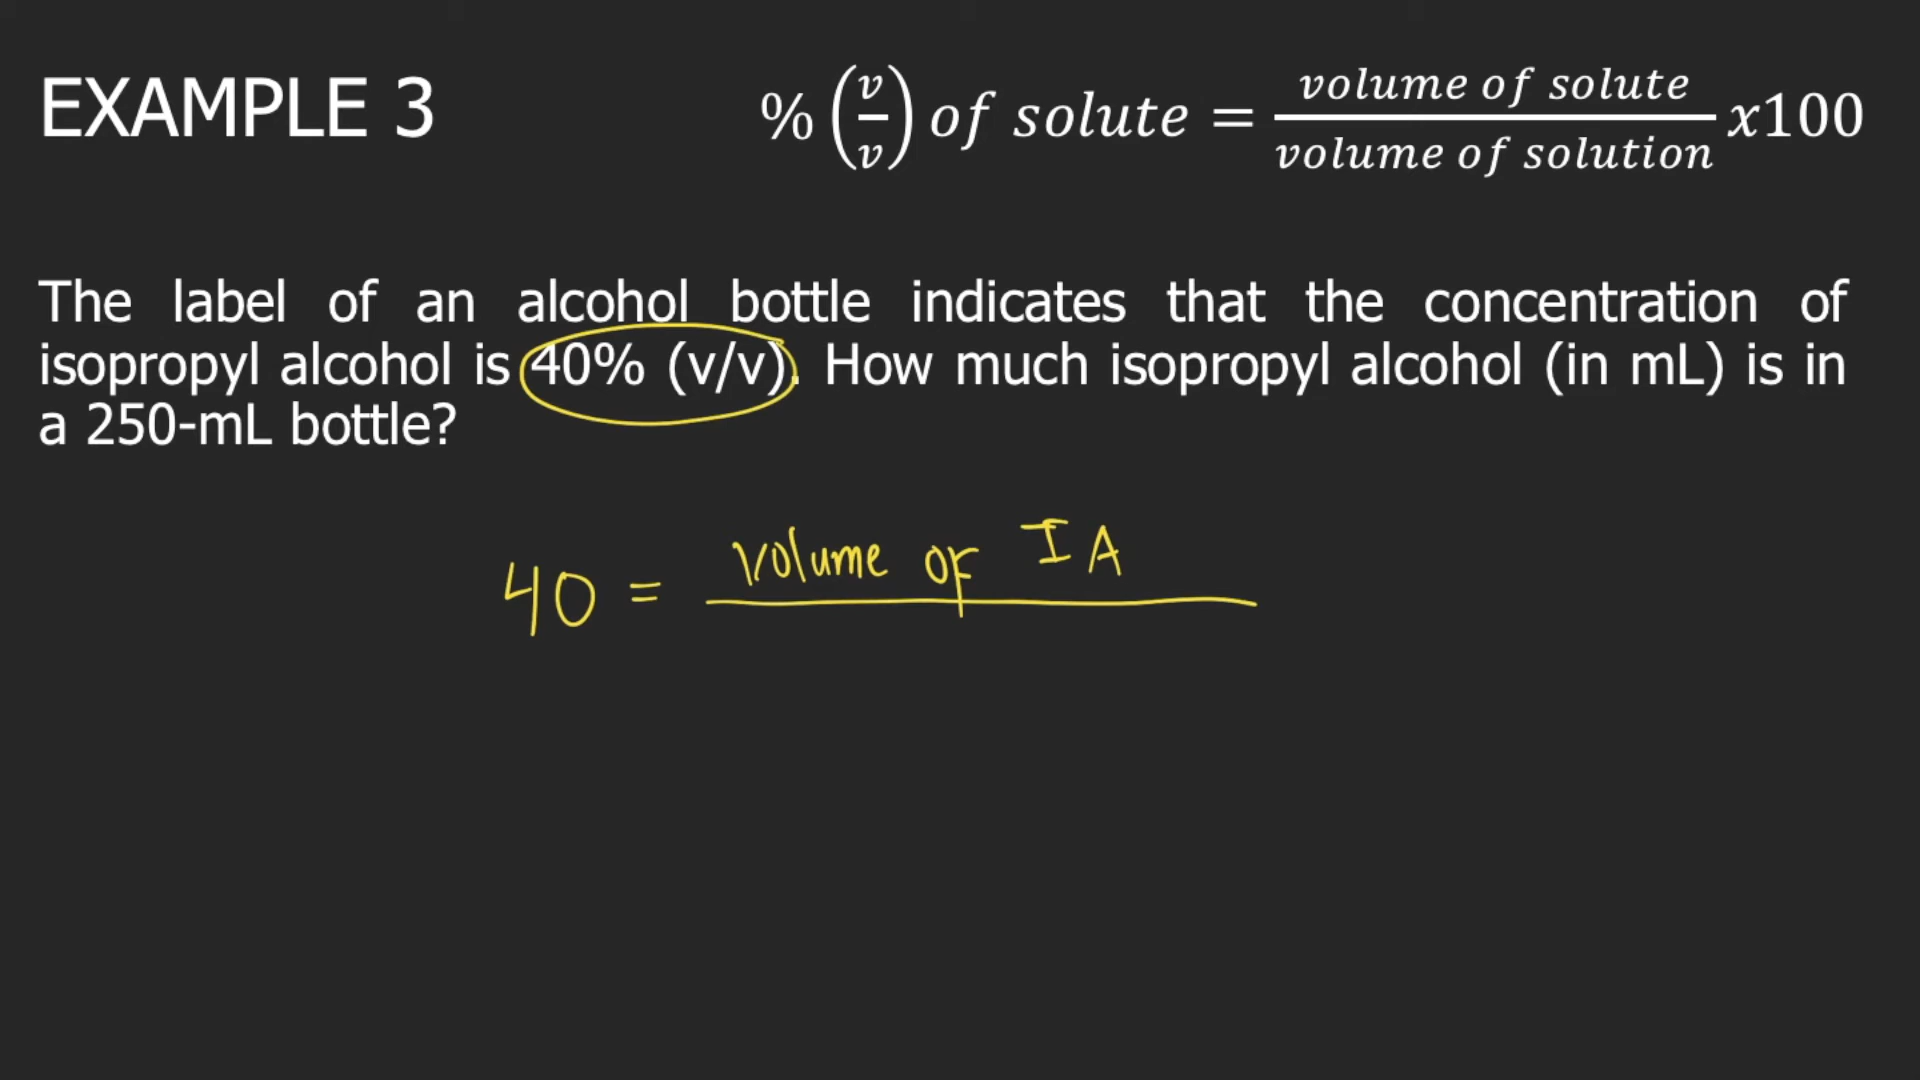 EXAMPLE 3
% (v/v) of solute = volume of solute / volume of solution x100
The label of an alcohol bottle indicates that the concentration of
isopropyl alcohol is 40% (v/v). How much isopropyl alcohol (in mL) is in
a 250-mL bottle?
40 = volume of IA